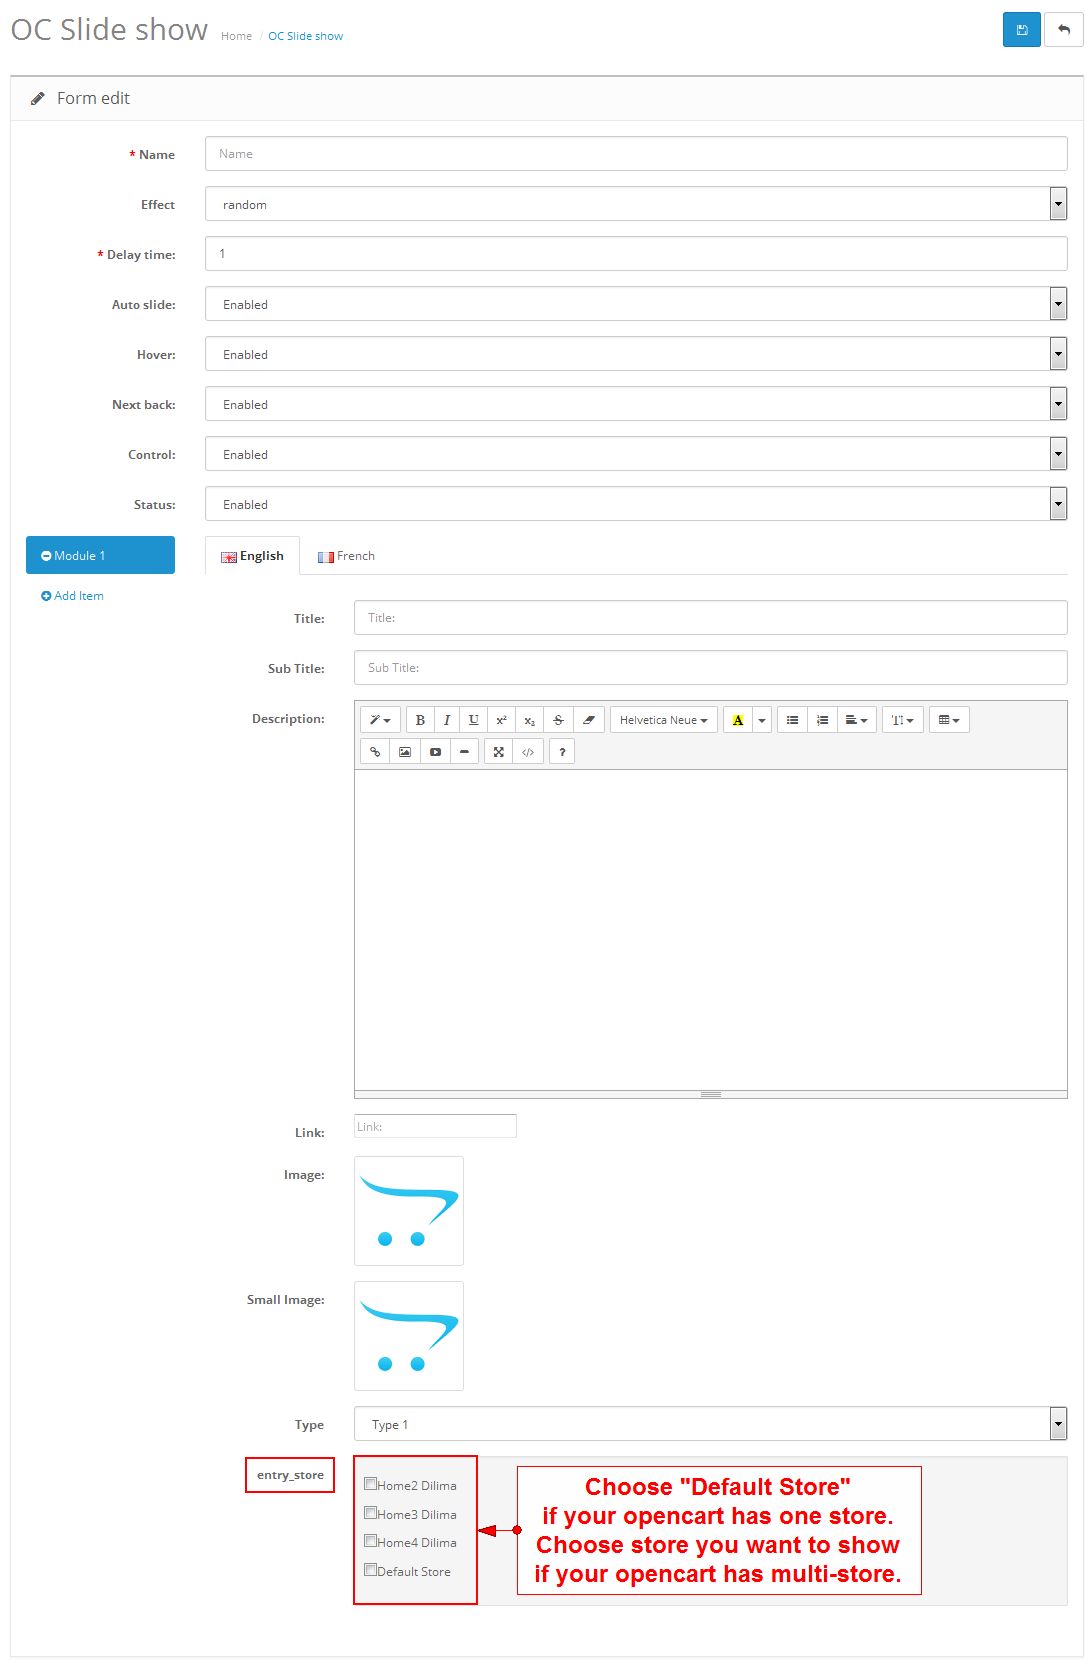 OC Slide show Home / OC Slide show
Form edit
* Name Name
Effect random
* Delay time: 1
Auto slide: Enabled
Hover: Enabled
Next back: Enabled
Control: Enabled
Status: Enabled
Module 1 English French
Add Item
Title: Title:
Sub Title: Sub Title:
Description: B I U x² x₂ S Helvetica Neue A T↕
</> ?
Link: Link:
Image:
Small Image:
Type Type 1
entry_store
Home2 Dilima
Home3 Dilima
Home4 Dilima
Default Store
Choose "Default Store"
if your opencart has one store.
Choose store you want to show
if your opencart has multi-store.